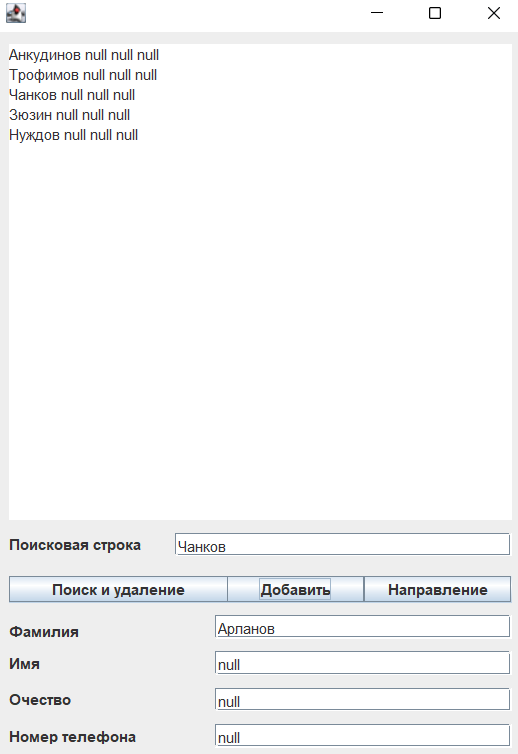 Анкудинов null null null
Трофимов null null null
Чанков null null null
Зюзин null null null
Нуждов null null null
Поисковая строка Чанков
Поиск и удаление Добавить Направление
Фамилия Арпанов
Имя null
Очество null
Номер телефона null